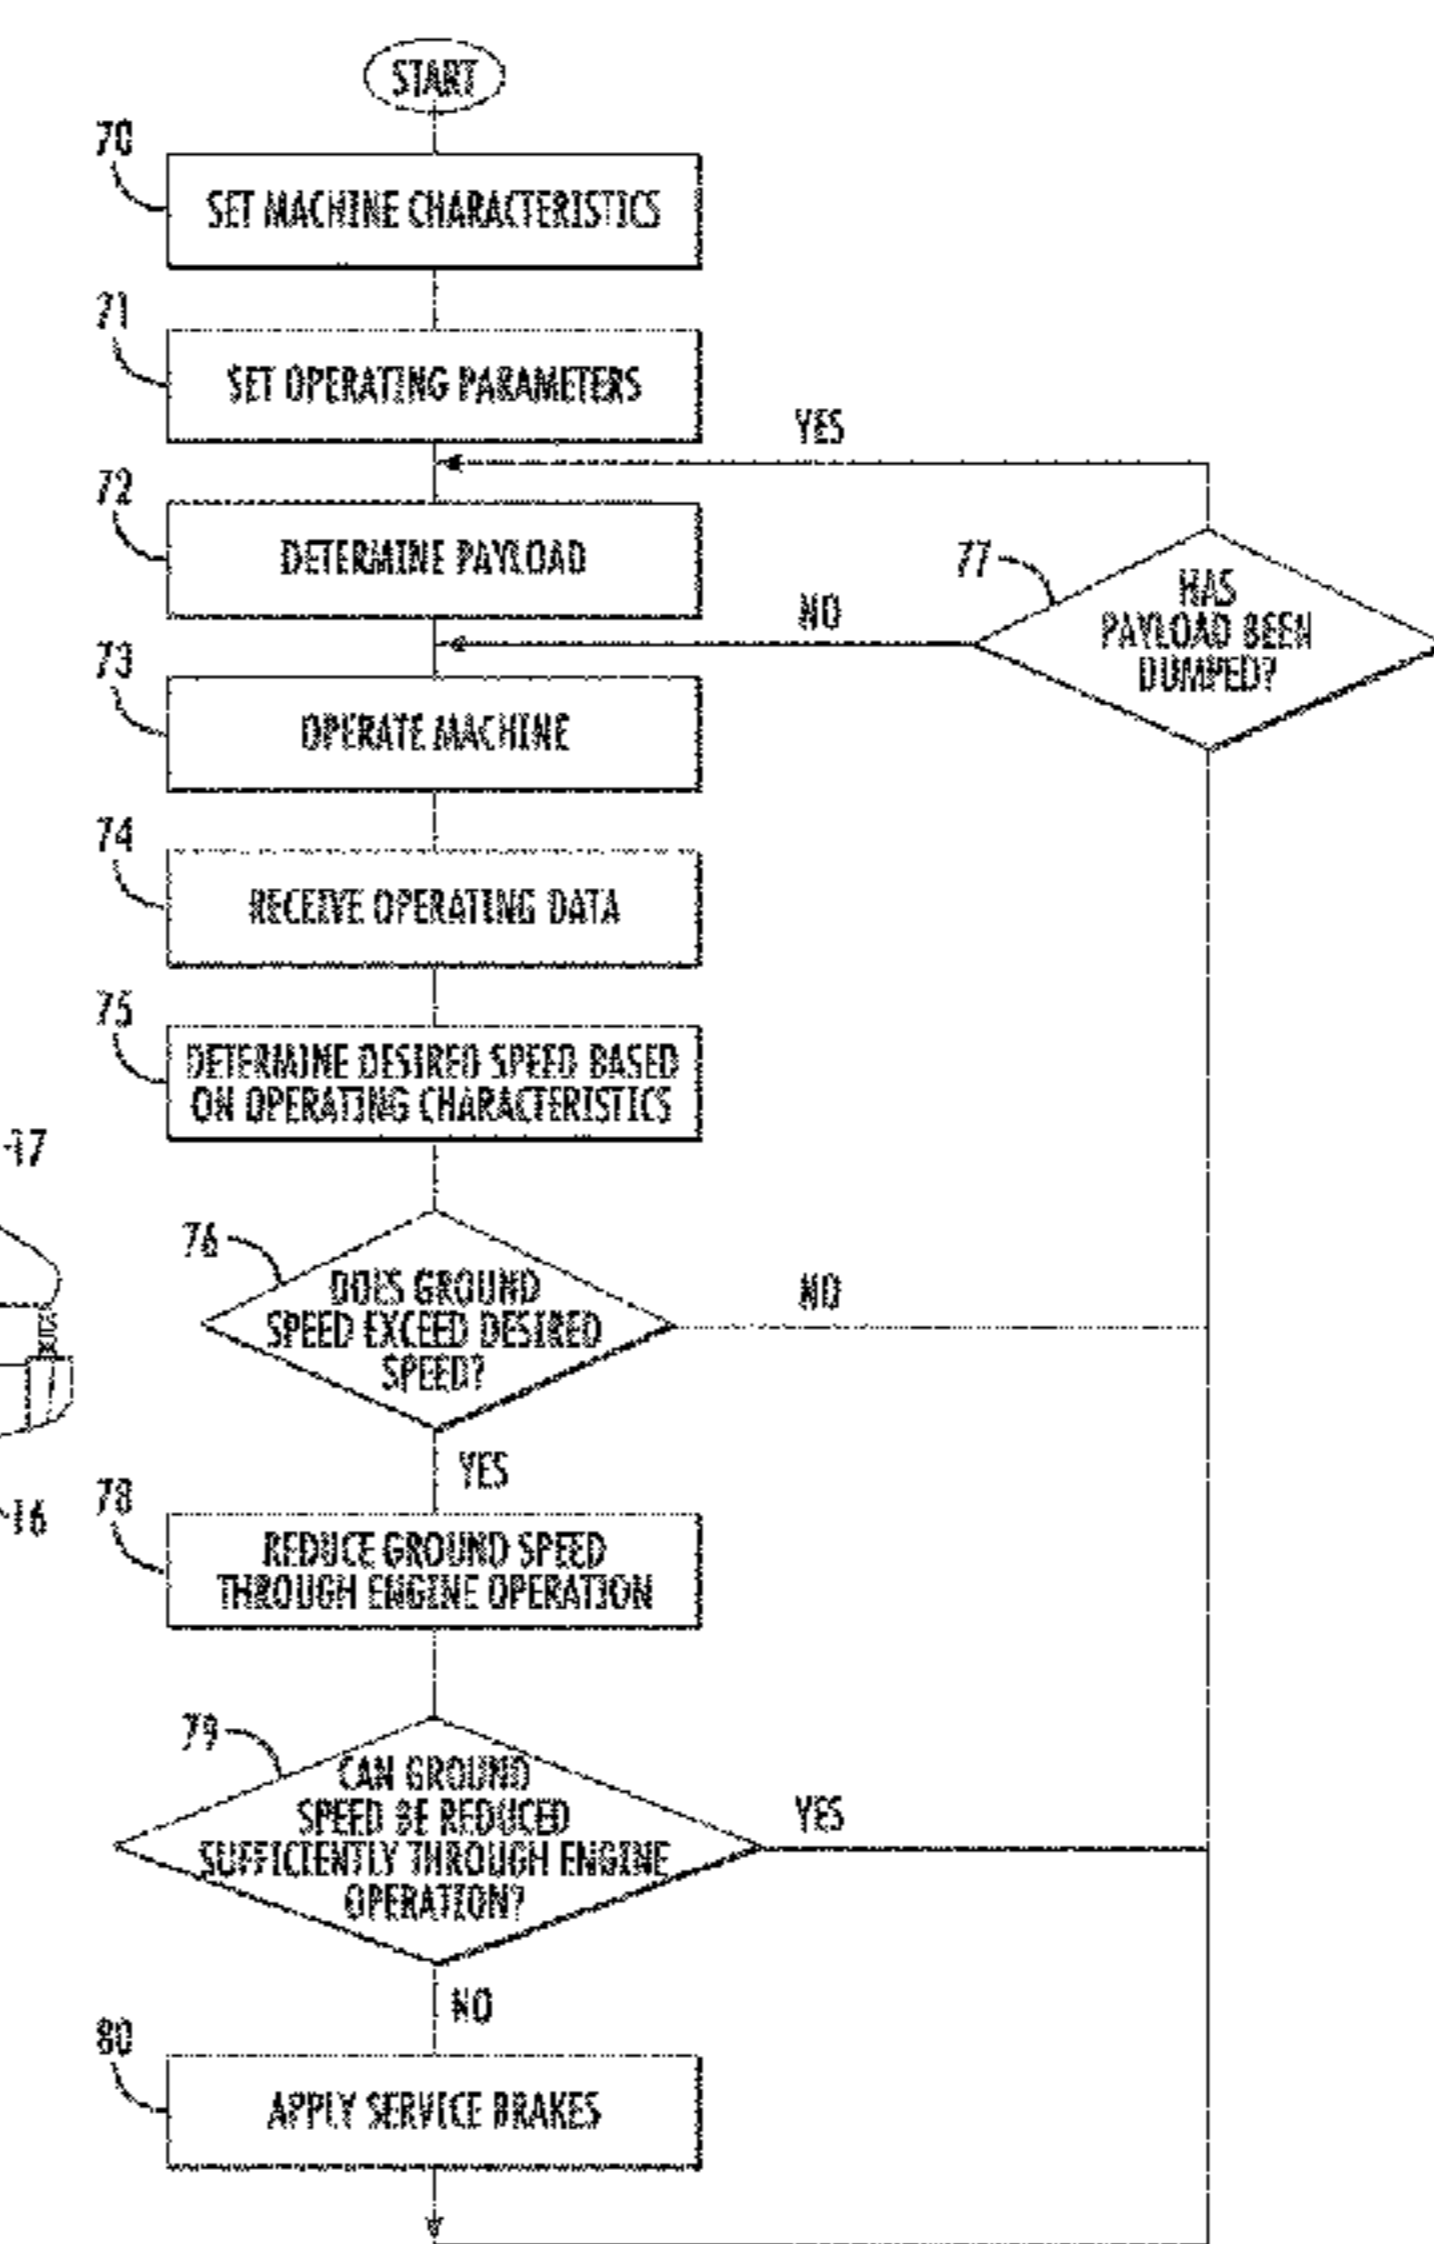 START
70
SET MACHINE CHARACTERISTICS
71
SET OPERATING PARAMETERS
YES
72
DETERMINE PAYLOAD
77
HAS
PAYLOAD BEEN
DUMPED?
NO
73
OPERATE MACHINE
74
RECEIVE OPERATING DATA
75
DETERMINE DESIRED SPEED BASED
ON OPERATING CHARACTERISTICS
17
76
DOES GROUND
SPEED EXCEED DESIRED
SPEED?
NO
YES
16
78
REDUCE GROUND SPEED
THROUGH ENGINE OPERATION
79
CAN GROUND
SPEED BE REDUCED
SUFFICIENTLY THROUGH ENGINE
OPERATION?
YES
NO
80
APPLY SERVICE BRAKES